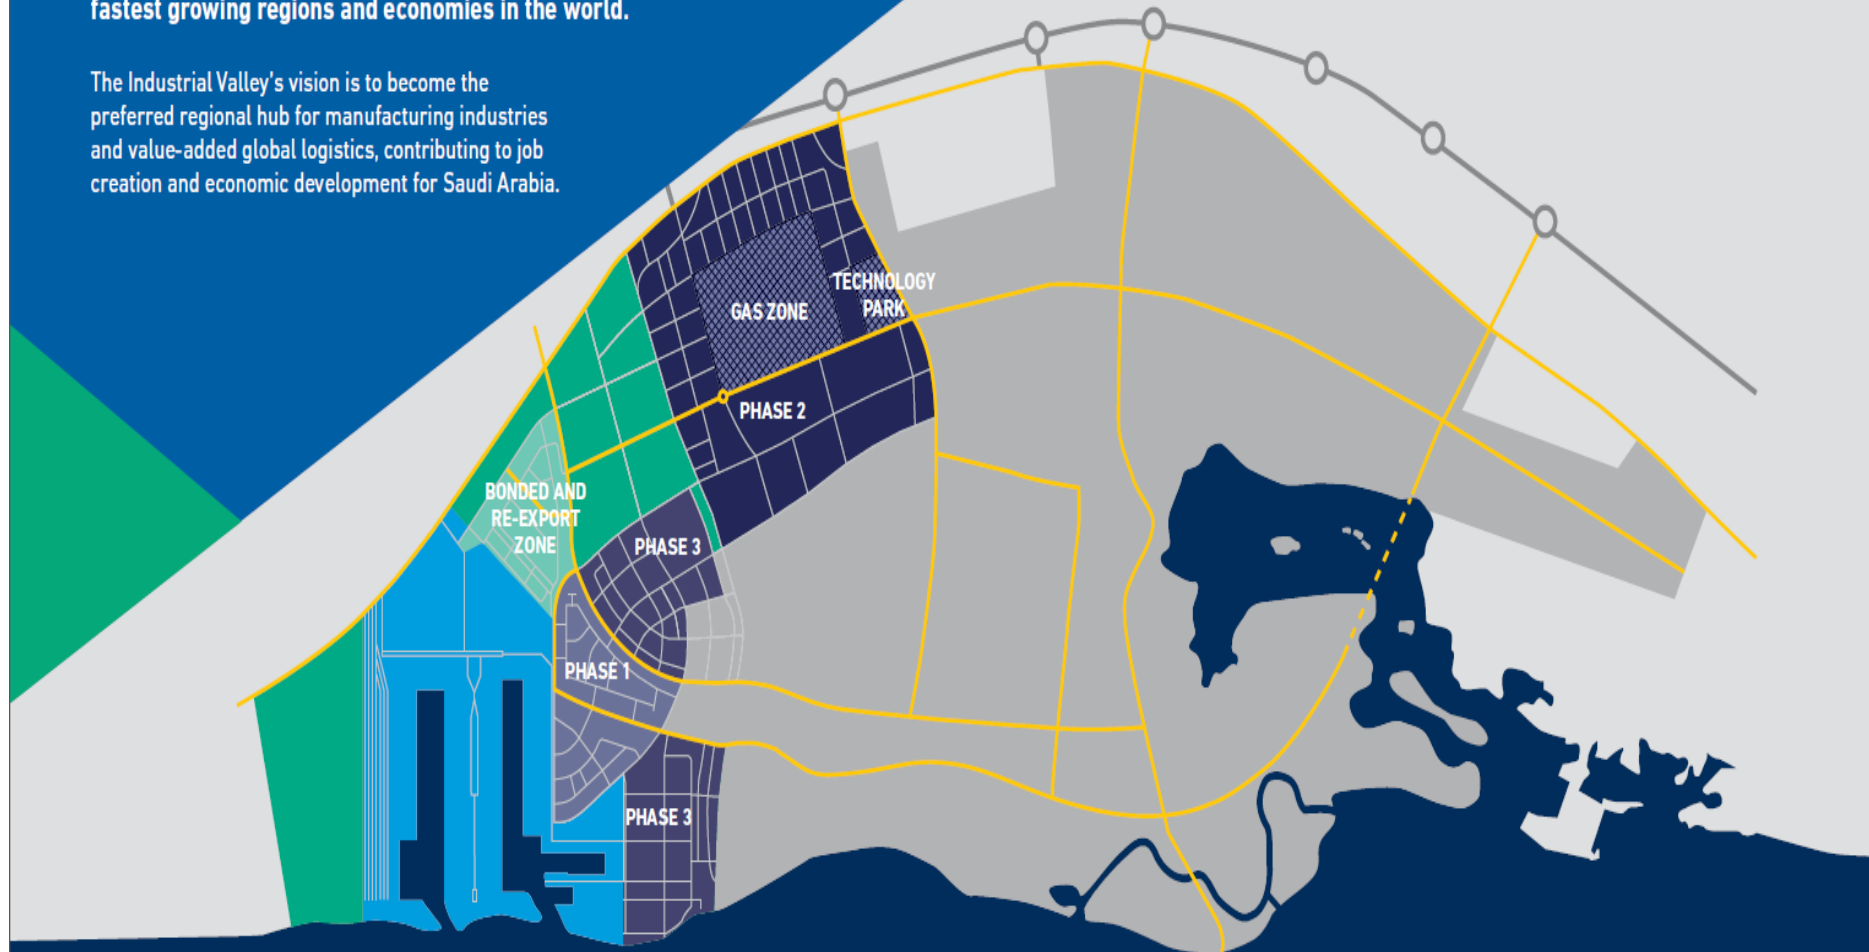 fastest growing regions and economies in the world.
The Industrial Valley's vision is to become the
preferred regional hub for manufacturing industries
and value-added global logistics, contributing to job
creation and economic development for Saudi Arabia.
TECHNOLOGY
PARK
GAS ZONE
PHASE 2
BONDED AND
RE-EXPORT
ZONE
PHASE 3
PHASE 1
PHASE 3